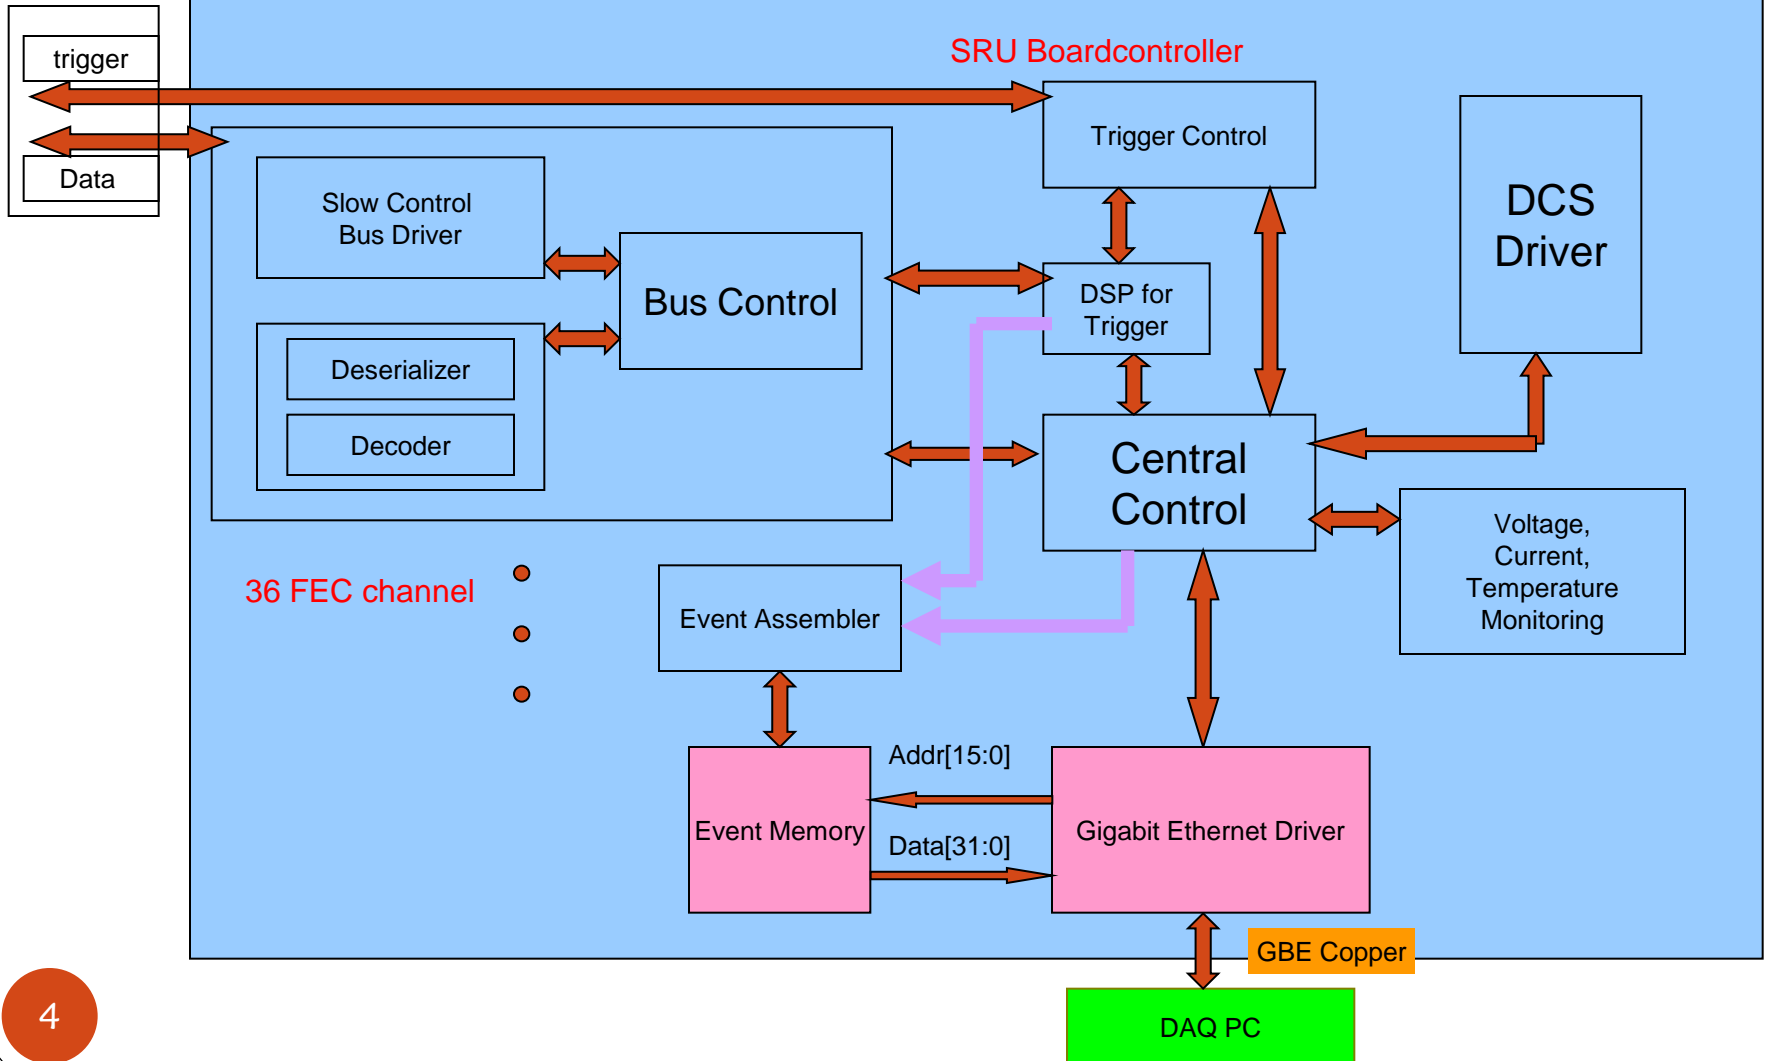 SRU Boardcontroller
trigger
Data
Trigger Control
Slow Control
Bus Driver
Bus Control
DSP for
Trigger
DCS
Driver
Deserializer
Decoder
Central
Control
Voltage,
Current,
Temperature
Monitoring
36 FEC channel
Event Assembler
Addr[15:0]
Event Memory
Data[31:0]
Gigabit Ethernet Driver
GBE Copper
DAQ PC
4